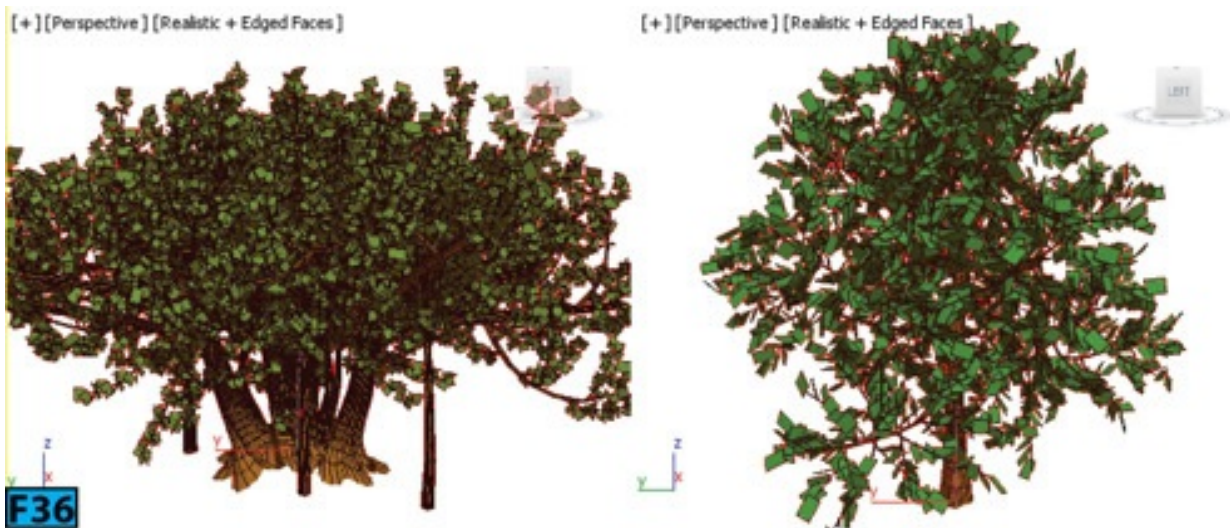 [+][Perspective][Realistic + Edged Faces]
[+][Perspective][Realistic + Edged Faces]
LEFT
z
y
x
y
z
y
x
y
F36